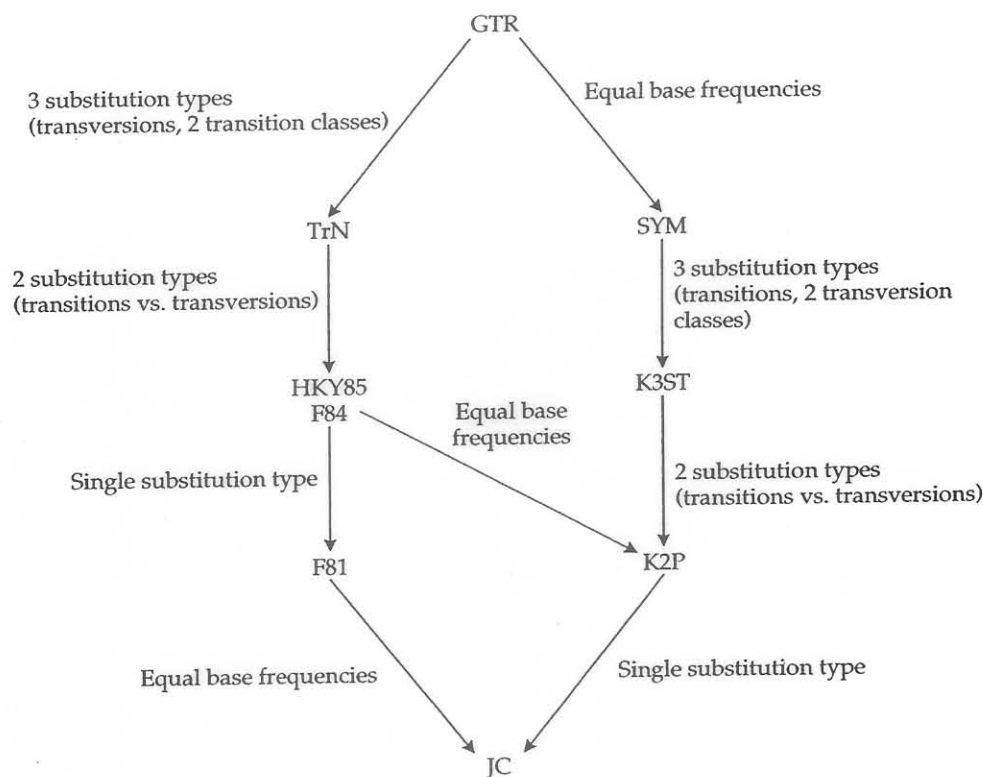 GTR
3 substitution types
(transversions, 2 transition classes)
Equal base frequencies
TrN
SYM
2 substitution types
(transitions vs. transversions)
3 substitution types
(transitions, 2 transversion
classes)
HKY85
F84
K3ST
Equal base
frequencies
Single substitution type
2 substitution types
(transitions vs. transversions)
F81
K2P
Equal base frequencies
Single substitution type
JC